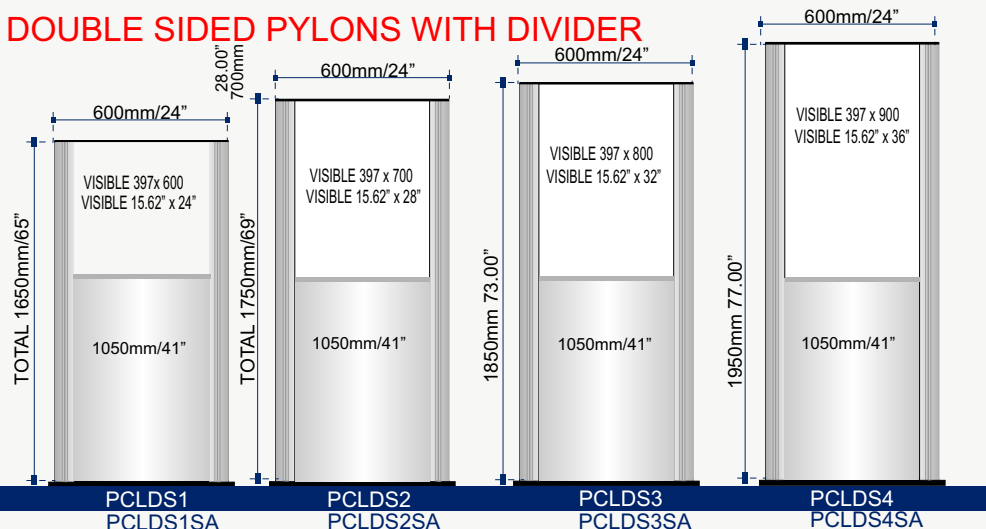 DOUBLE SIDED PYLONS WITH DIVIDER
600mm/24”
TOTAL 1650mm/65”
VISIBLE 397x 600
VISIBLE 15.62” x 24”
1050mm/41”
PCLDS1
PCLDS1SA
28.00”
700mm
600mm/24”
TOTAL 1750mm/69”
VISIBLE 397 x 700
VISIBLE 15.62” x 28”
1050mm/41”
PCLDS2
PCLDS2SA
600mm/24”
1850mm 73.00”
VISIBLE 397 x 800
VISIBLE 15.62” x 32”
1050mm/41”
PCLDS3
PCLDS3SA
600mm/24”
1950mm 77.00”
VISIBLE 397 x 900
VISIBLE 15.62” x 36”
1050mm/41”
PCLDS4
PCLDS4SA